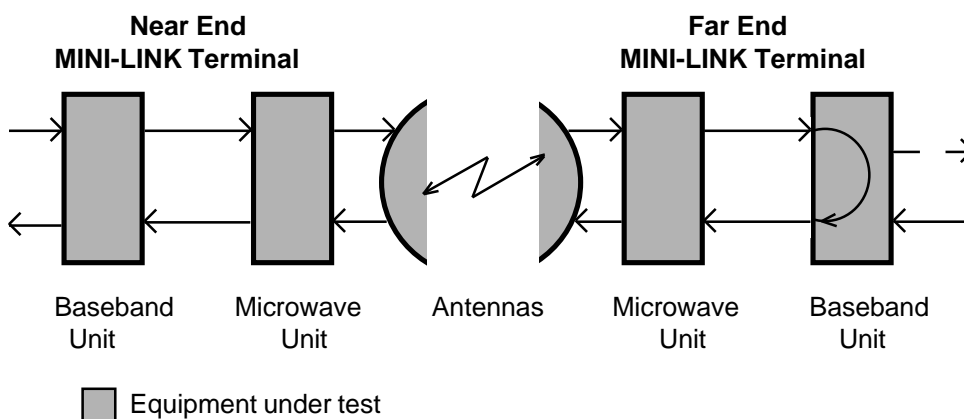 Near End
MINI-LINK Terminal
Far End
MINI-LINK Terminal
Baseband
Unit
Microwave
Unit
Antennas
Microwave
Unit
Baseband
Unit
Equipment under test